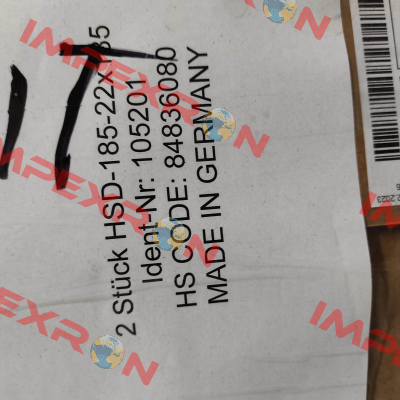 2 Stück HSD-185-22x185
Ident-Nr: 105201
HS CODE: 84836080
MADE IN GERMANY
IMPEXRON